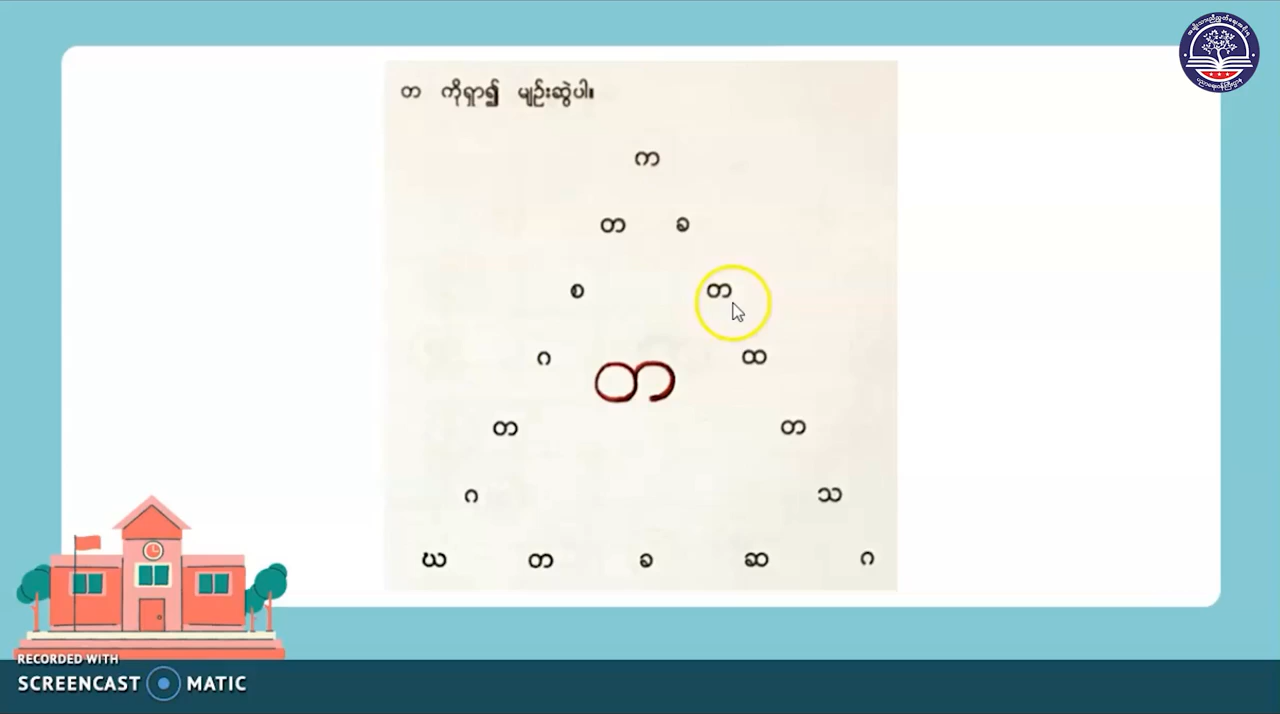 တ ကိုရှာ၍ မျဉ်းဆွဲပါ။
က
တ ခ
စ တ
ဂ ထ
တ
တ တ
ဂ သ
ဃ တ ခ ဆ ဂ
RECORDED WITH
SCREENCAST MATIC